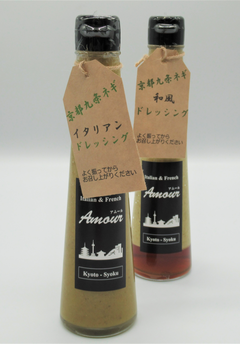 京都九条ネギ
イタリアン
ドレッシング
よく振ってから
お召し上がりください
Italian & French
アムール
Amour
Kyoto - Syoku
京都九条ネギ
和風
ドレッシング
よく振ってから
お召し上がりください
Italian & French
アムール
Amour
Kyoto - Syoku